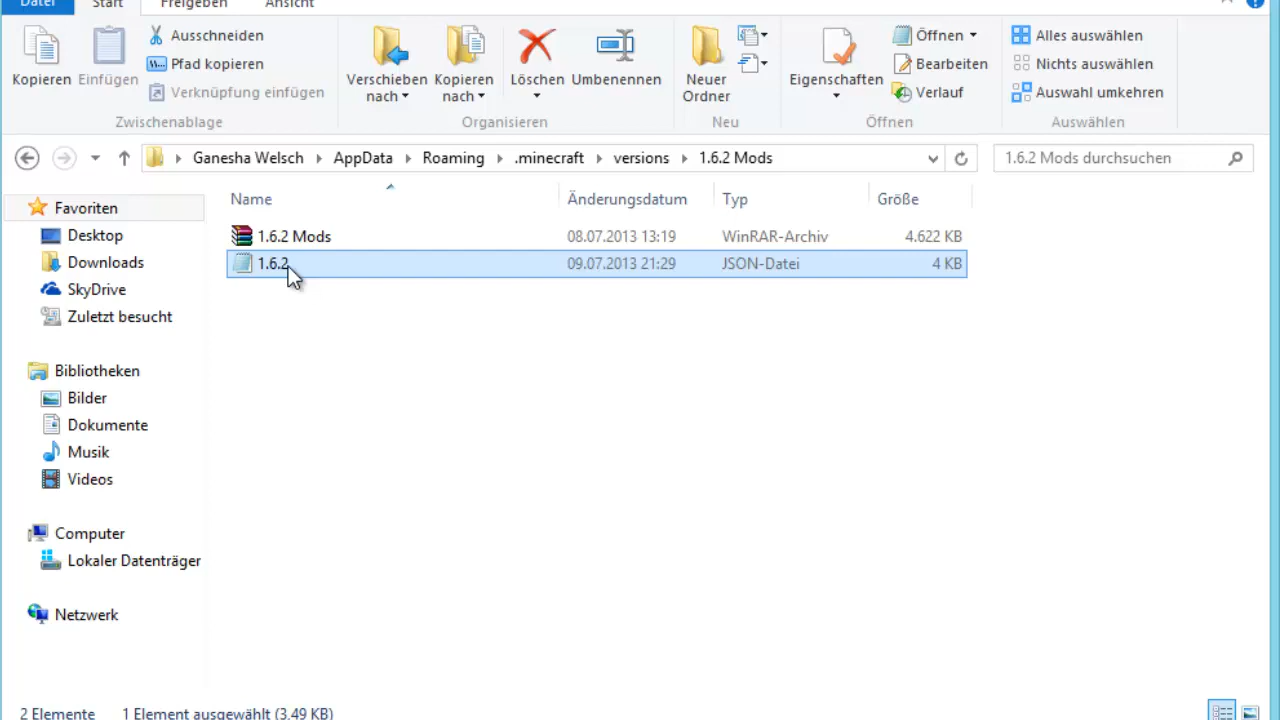 Datei Start Freigeben Ansicht
Kopieren
Einfügen
Ausschneiden
Pfad kopieren
Verknüpfung einfügen
Zwischenablage
Verschieben nach
Kopieren nach
Löschen
Umbenennen
Organisieren
Neuer Ordner
Neu
Eigenschaften
Öffnen
Bearbeiten
Verlauf
Öffnen
Alles auswählen
Nichts auswählen
Auswahl umkehren
Auswählen
Ganesha Welsch AppData Roaming .minecraft versions 1.6.2 Mods
1.6.2 Mods durchsuchen
Favoriten
Desktop
Downloads
SkyDrive
Zuletzt besucht
Bibliotheken
Bilder
Dokumente
Musik
Videos
Computer
Lokaler Datenträger
Netzwerk
Name Änderungsdatum Typ Größe
1.6.2 Mods 08.07.2013 13:19 WinRAR-Archiv 4.622 KB
1.6.2 09.07.2013 21:29 JSON-Datei 4 KB
2 Elemente 1 Element ausgewählt (3,49 KB)